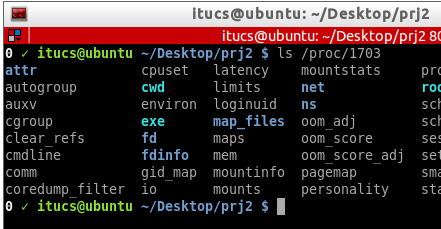 itucs@ubuntu: ~/Desktop/prj2
itucs@ubuntu: ~/Desktop/prj2 80
0 ✓ itucs@ubuntu ~/Desktop/prj2 $ ls /proc/1703
attr cpuset latency mountstats pr
autogroup cwd limits net roo
auxv environ loginuid ns sch
cgroup exe map_files oom_adj sch
clear_refs fd maps oom_score ses
cmdline fdinfo mem oom_score_adj set
comm gid_map mountinfo pagemap sma
coredump_filter io mounts personality sta
0 ✓ itucs@ubuntu ~/Desktop/prj2 $